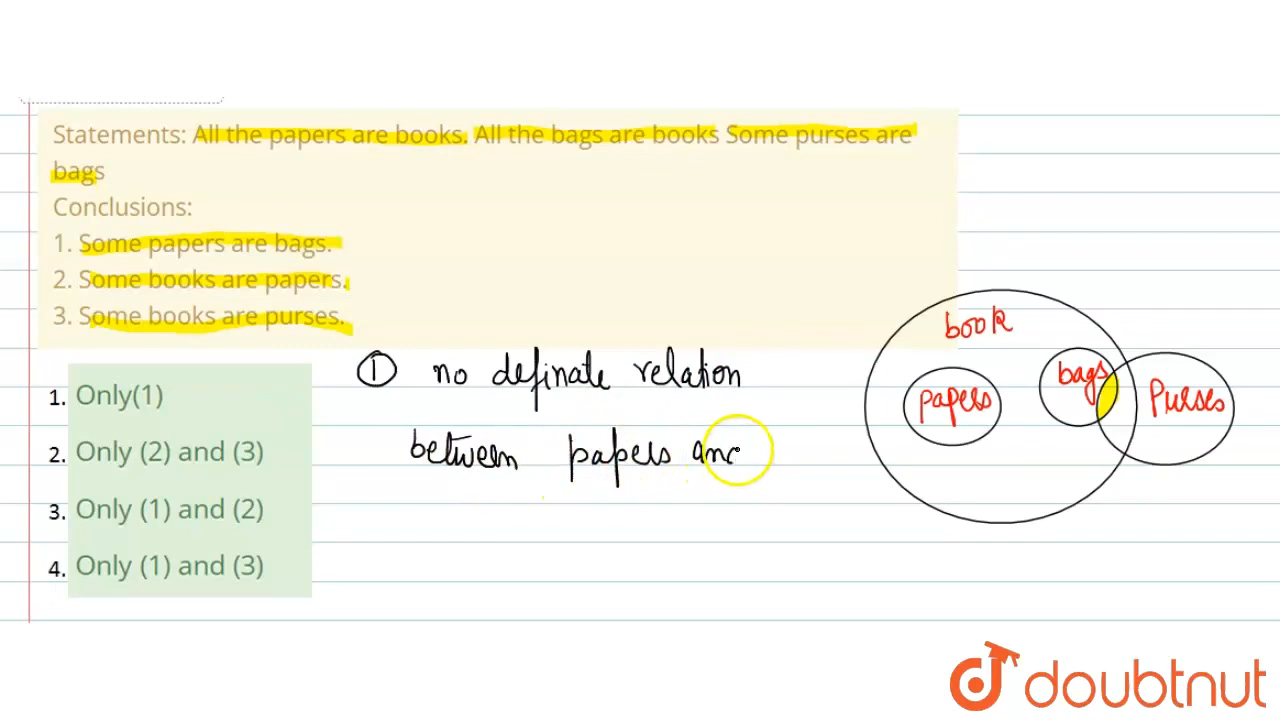 Statements: All the papers are books. All the bags are books Some purses are
bags
Conclusions:
1. Some papers are bags.
2. Some books are papers.
3. Some books are purses.
1. Only(1)
2. Only (2) and (3)
3. Only (1) and (2)
4. Only (1) and (3)
① no definate relation
between papers and
book
papers
bags
Purses
doubtnut